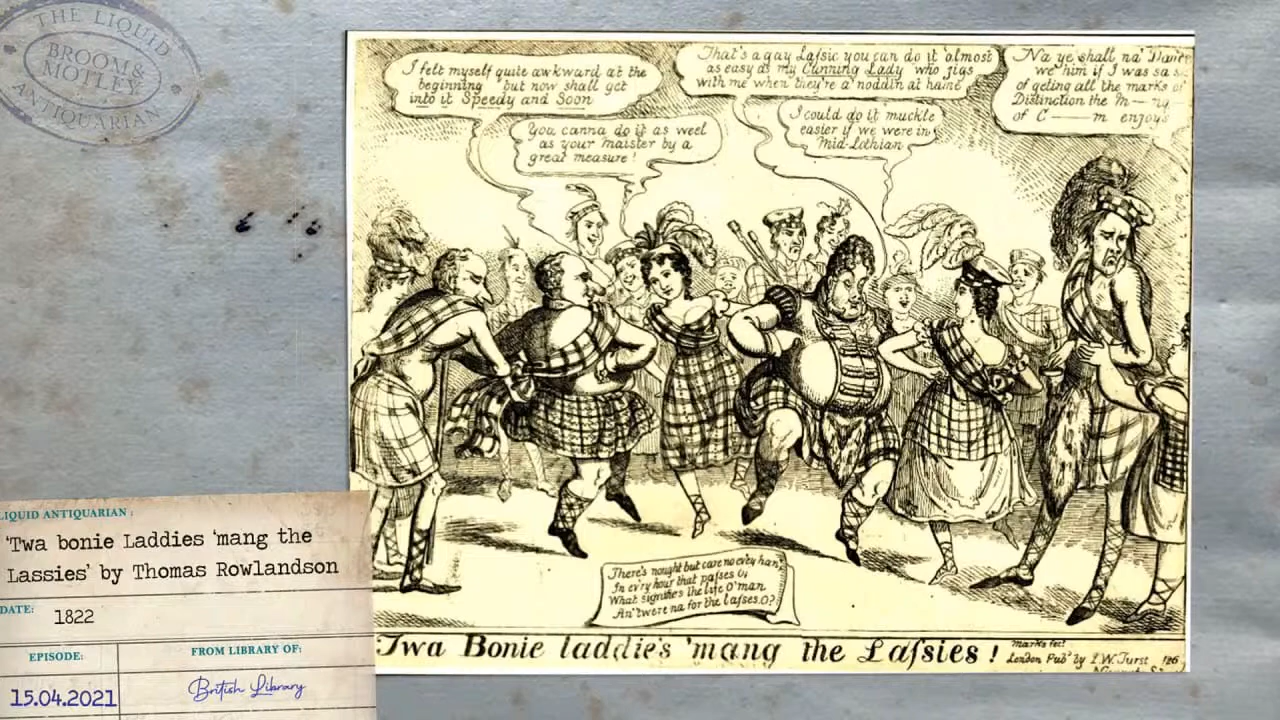 THE LIQUID
BROOM &
MOTLEY
ANTIQUARIAN
I felt myself quite awkward at the
beginning but now shall get
into it Speedy and Soon
You canna do it as weel
as your maister by a
great measure!
That's a gay Laſsie you can do it almost
as easy as my Cunning Lady who jigs
with me when they're a' noddin at hame
I could do it muckle
easier if we were in
Mid-Lothian
Na ye shall na'
we' him if I was sa
of geting all the marks of
Distinction the M——ng
of C——m enjoys
There's nought but care no ev'ry han'
In ev'ry hour that paſses O,
What signifies the life O' man
An' twere na for the laſses. O?
Twa Bonie laddie's 'mang the Laſsies!
Marks fect
London Pubd by S.W. Furst
LIQUID ANTIQUARIAN :
'Twa bonie Laddies 'mang the
Lassies' by Thomas Rowlandson
DATE:
1822
EPISODE:
15.04.2021
FROM LIBRARY OF:
British Library